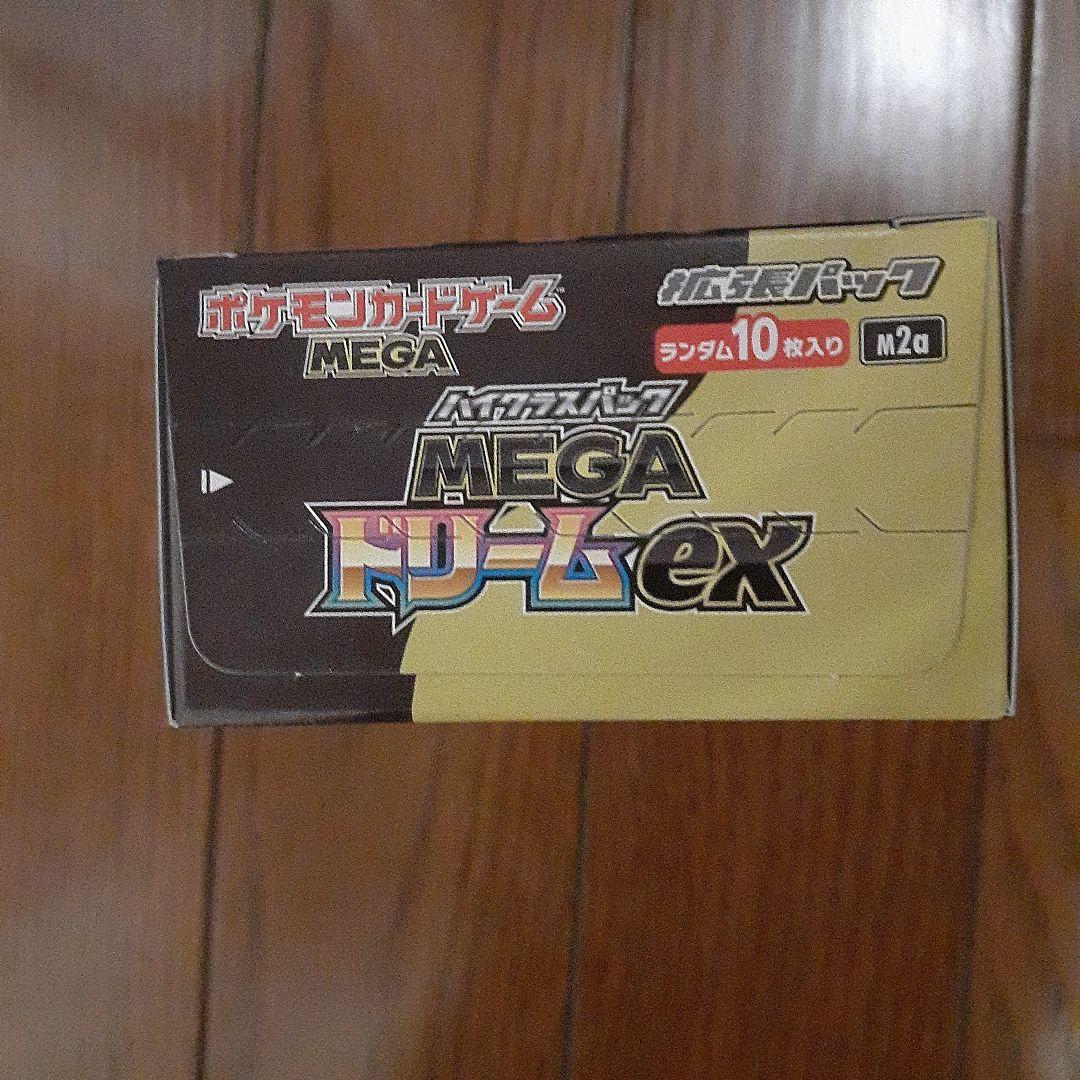 ポケモンカードゲーム
MEGA
拡張パック
ランダム10枚入り
M2a
ハイクラスパック
MEGA
ドリームex